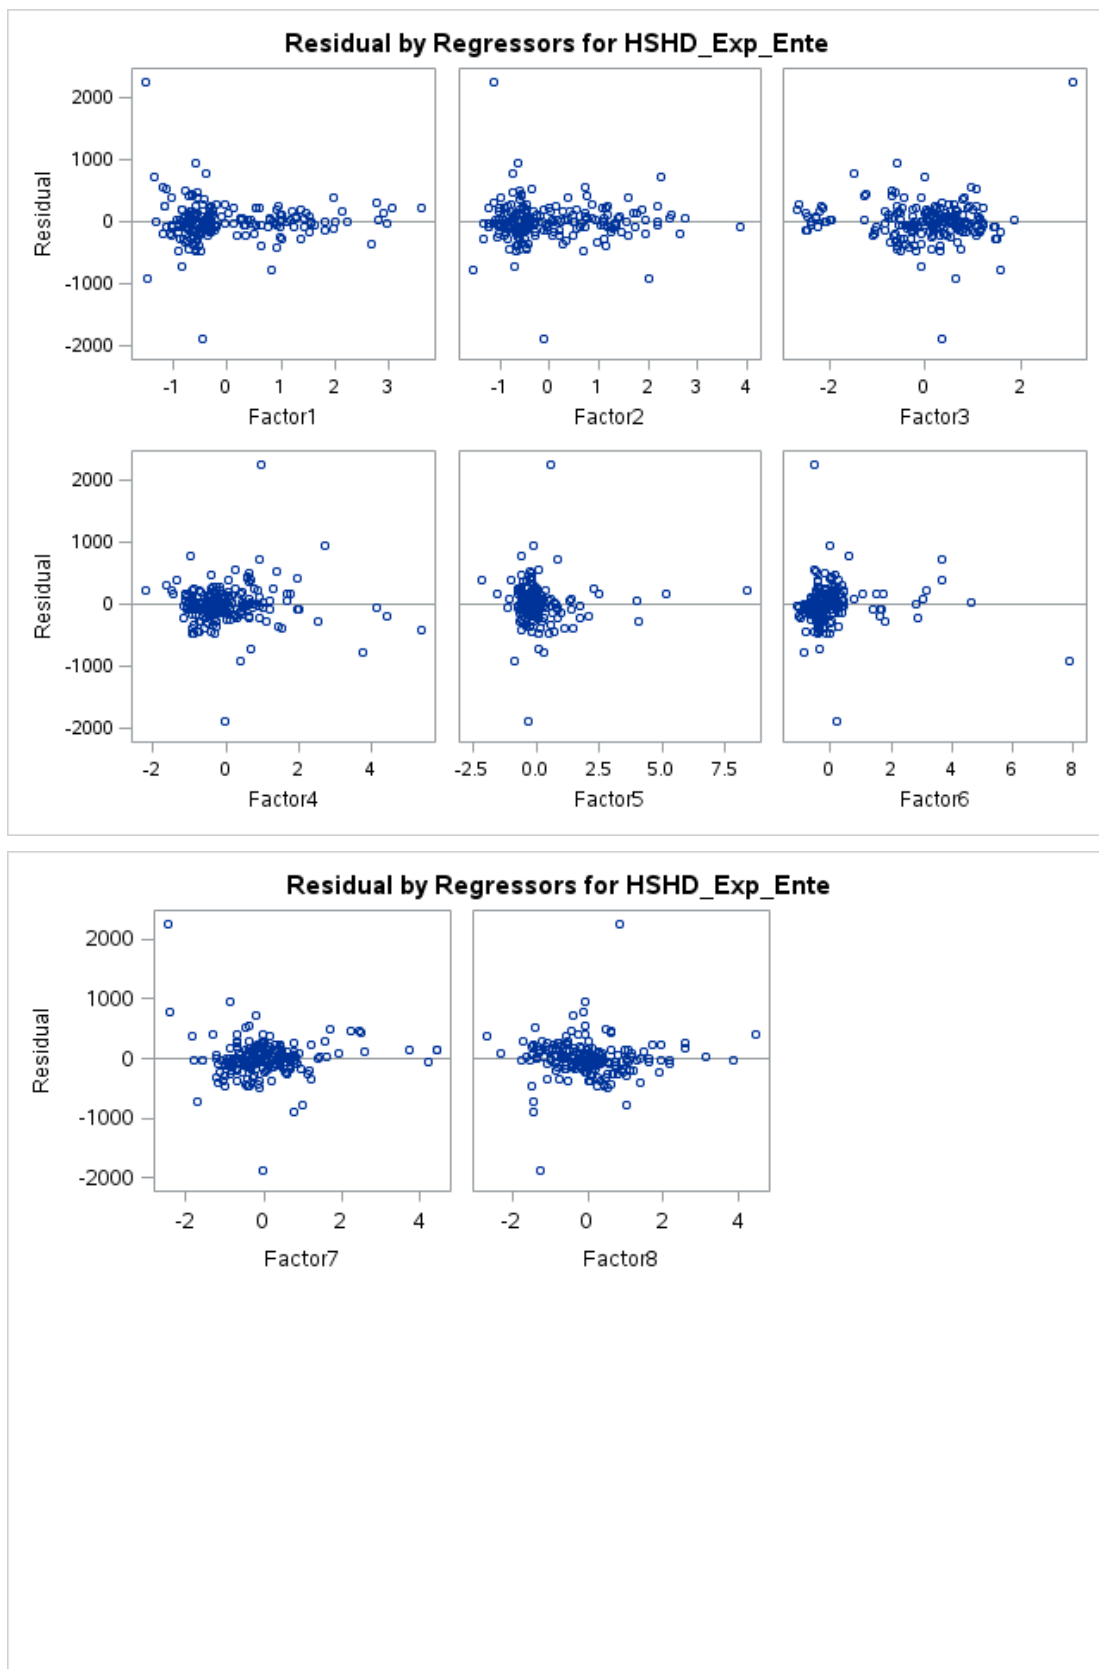 Residual by Regressors for HSHD_Exp_Ente
Residual
2000
1000
0
-1000
-2000
-1 0 1 2 3
Factor1
-1 0 1 2 3 4
Factor2
-2 0 2
Factor3
Residual
2000
1000
0
-1000
-2000
-2 0 2 4
Factor4
-2.5 0.0 2.5 5.0 7.5
Factor5
0 2 4 6 8
Factor6
Residual by Regressors for HSHD_Exp_Ente
Residual
2000
1000
0
-1000
-2000
-2 0 2 4
Factor7
-2 0 2 4
Factor8